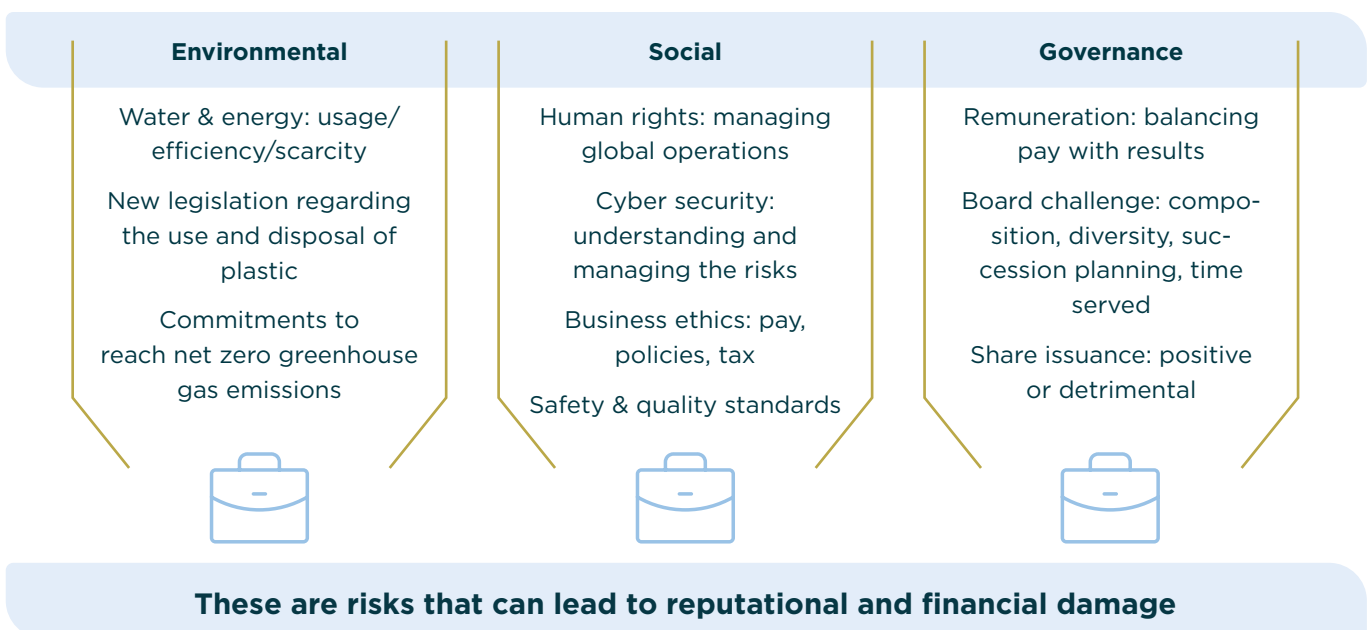 Environmental
Water & energy: usage/
efficiency/scarcity
New legislation regarding
the use and disposal of
plastic
Commitments to
reach net zero greenhouse
gas emissions
Social
Human rights: managing
global operations
Cyber security:
understanding and
managing the risks
Business ethics: pay,
policies, tax
Safety & quality standards
Governance
Remuneration: balancing
pay with results
Board challenge: compo-
sition, diversity, suc-
cession planning, time
served
Share issuance: positive
or detrimental
These are risks that can lead to reputational and financial damage